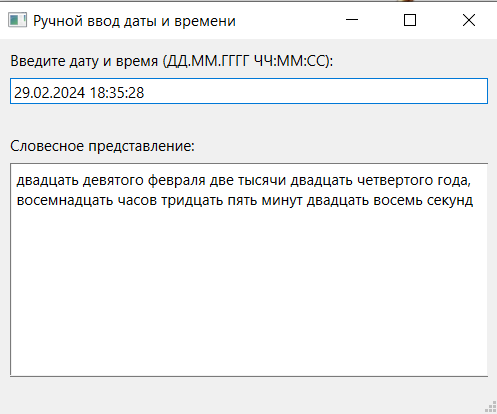 Ручной ввод даты и времени
Введите дату и время (ДД.ММ.ГГГГ ЧЧ:ММ:СС):
29.02.2024 18:35:28
Словесное представление:
двадцать девятого февраля две тысячи двадцать четвертого года,
восемнадцать часов тридцать пять минут двадцать восемь секунд